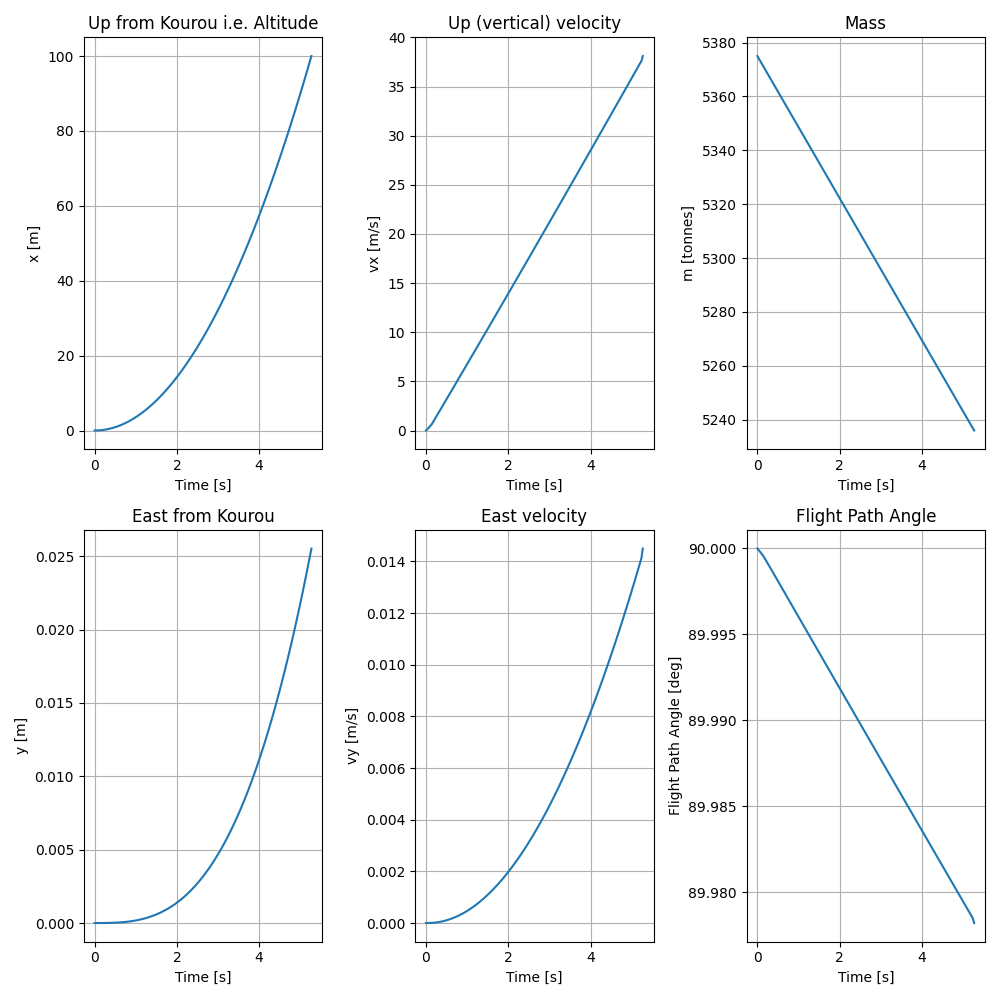 Up from Kourou i.e. Altitude
x [m]
100
80
60
40
20
0
0 2 4
Time [s]
Up (vertical) velocity
vx [m/s]
40
35
30
25
20
15
10
5
0
0 2 4
Time [s]
Mass
m [tonnes]
5380
5360
5340
5320
5300
5280
5260
5240
0 2 4
Time [s]
East from Kourou
y [m]
0.025
0.020
0.015
0.010
0.005
0.000
0 2 4
Time [s]
East velocity
vy [m/s]
0.014
0.012
0.010
0.008
0.006
0.004
0.002
0.000
0 2 4
Time [s]
Flight Path Angle
Flight Path Angle [deg]
90.000
89.995
89.990
89.985
89.980
0 2 4
Time [s]